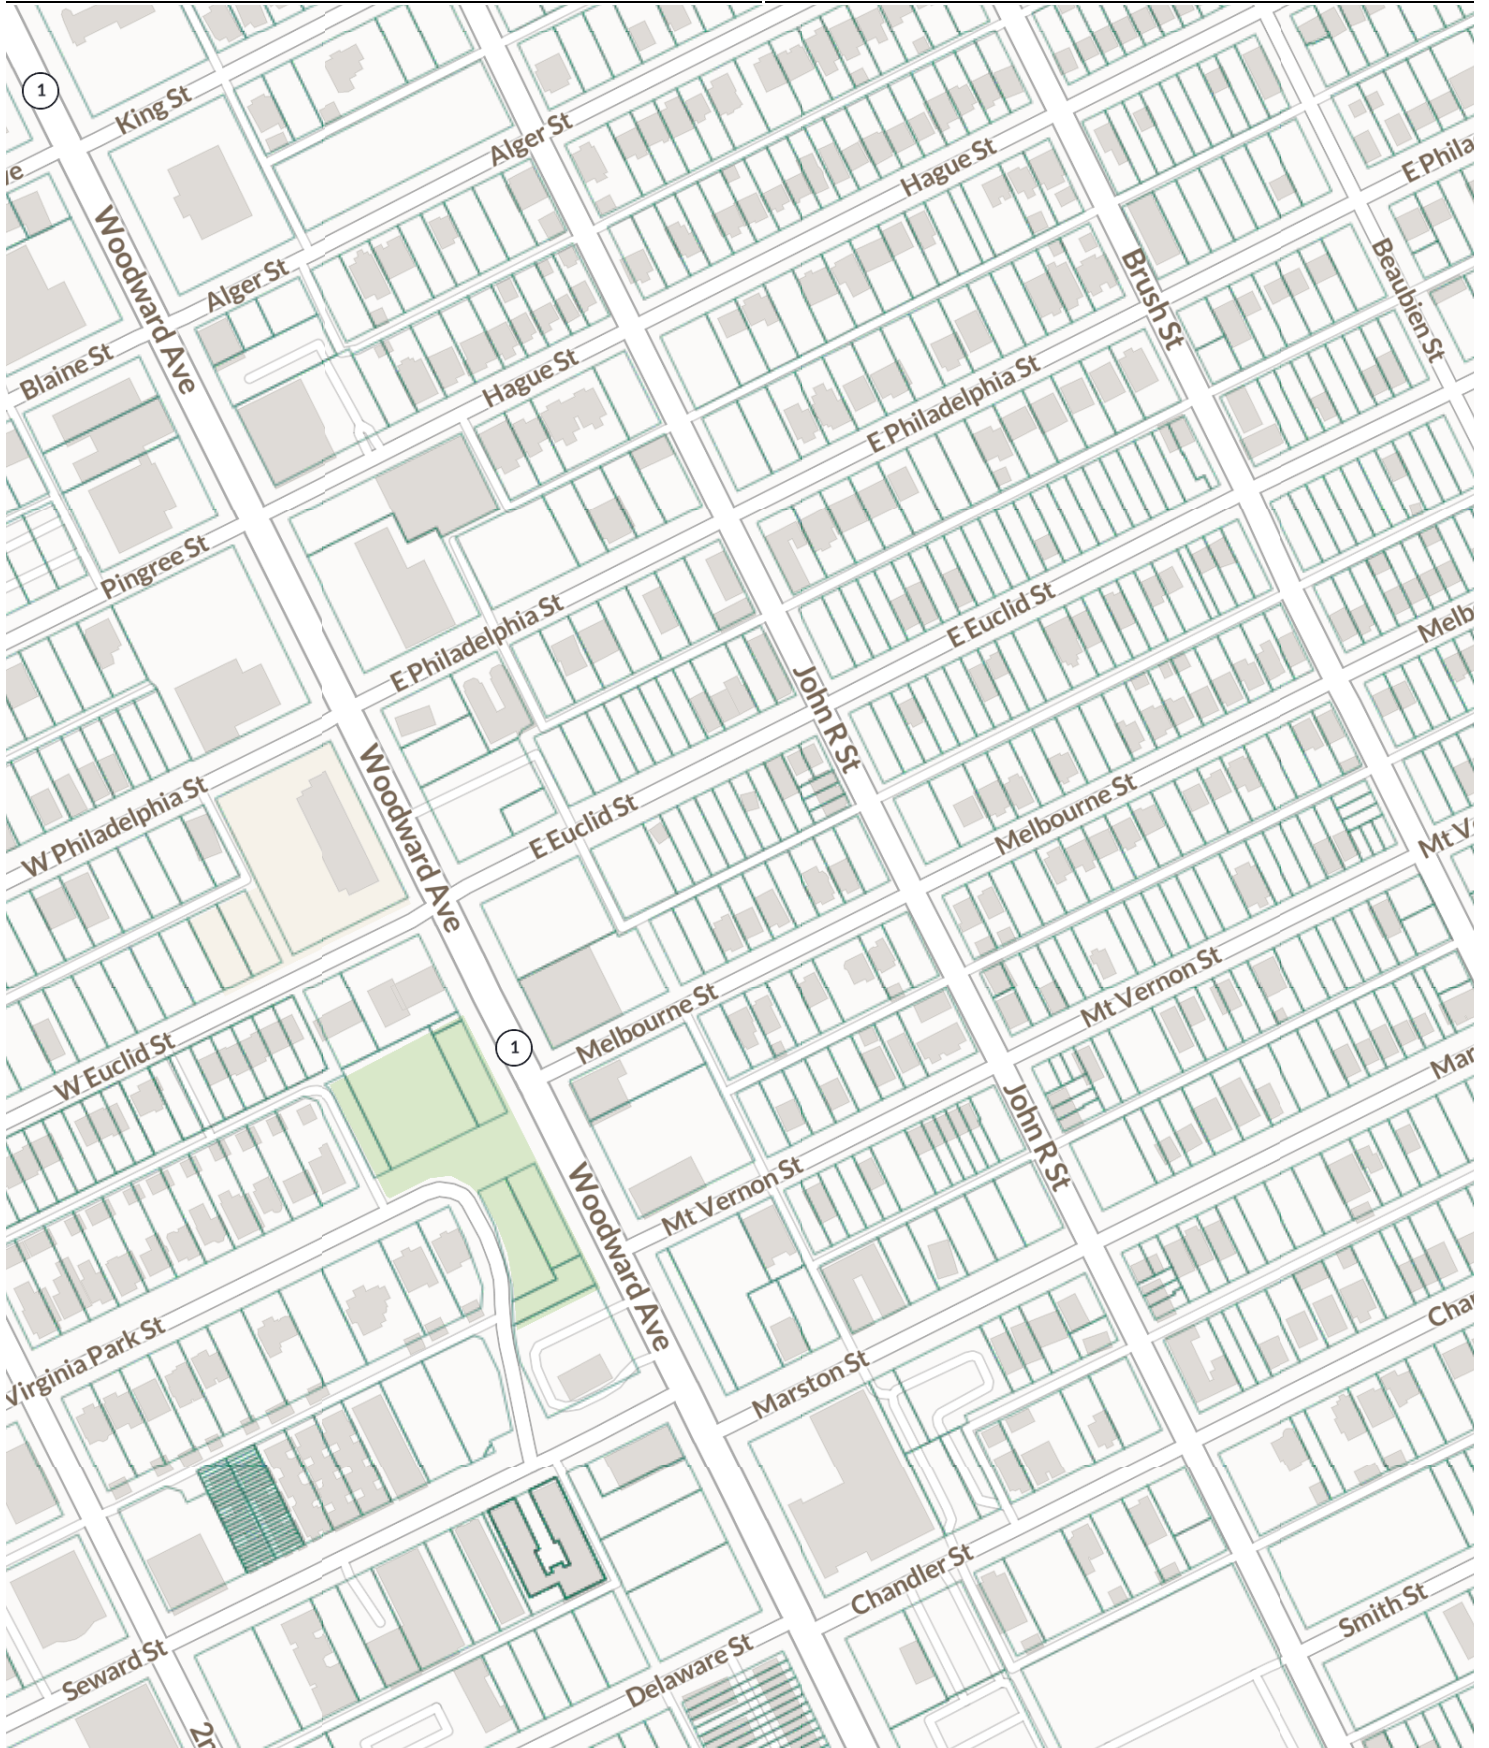 1
King St
Alger St
Hague St
E Phila
Woodward Ave
Alger St
Brush St
Beaubien St
Blaine St
Hague St
E Philadelphia St
Pingree St
E Philadelphia St
E Euclid St
Melb
John R St
W Philadelphia St
Woodward Ave
E Euclid St
Melbourne St
Mt V
Mt Vernon St
Melbourne St
W Euclid St
1
Mar
John R St
Mt Vernon St
Woodward Ave
Virginia Park St
Char
Marston St
Chandler St
Smith St
Seward St
Delaware St